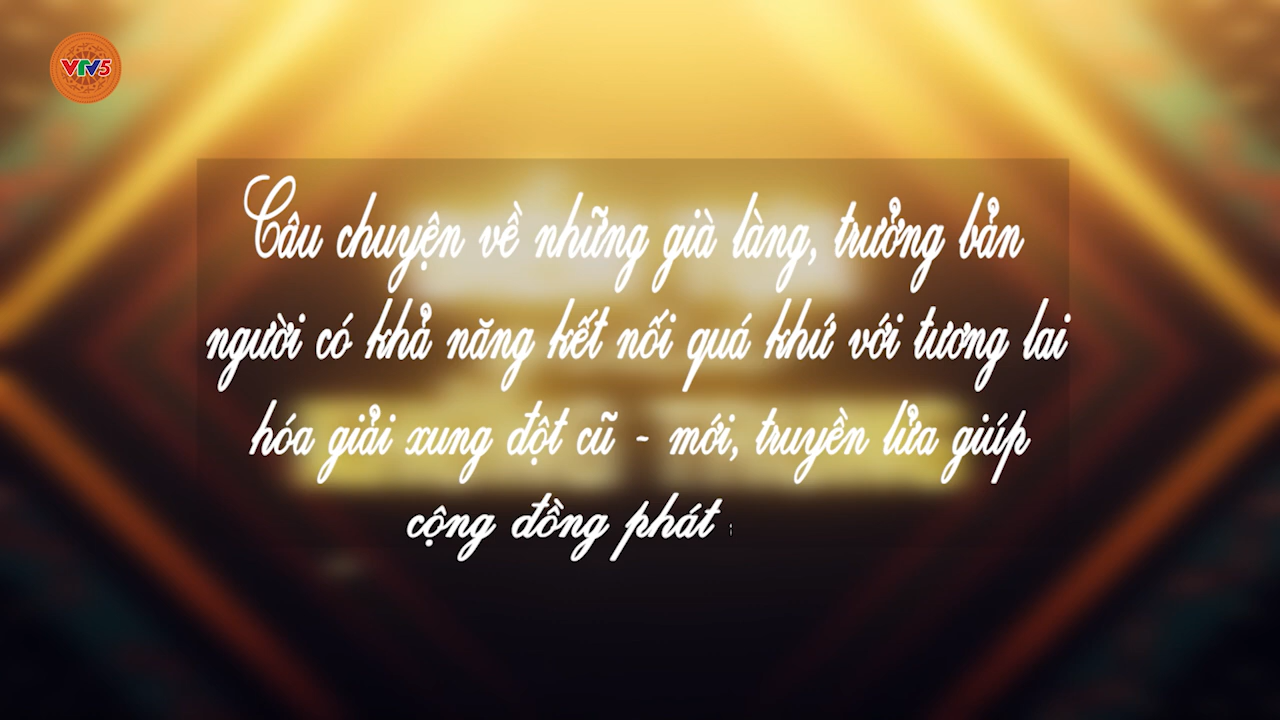 VTV5
Câu chuyện về những già làng, trưởng bản
người có khả năng kết nối quá khứ với tương lai
hóa giải xung đột cũ - mới, truyền lửa giúp
cộng đồng phát